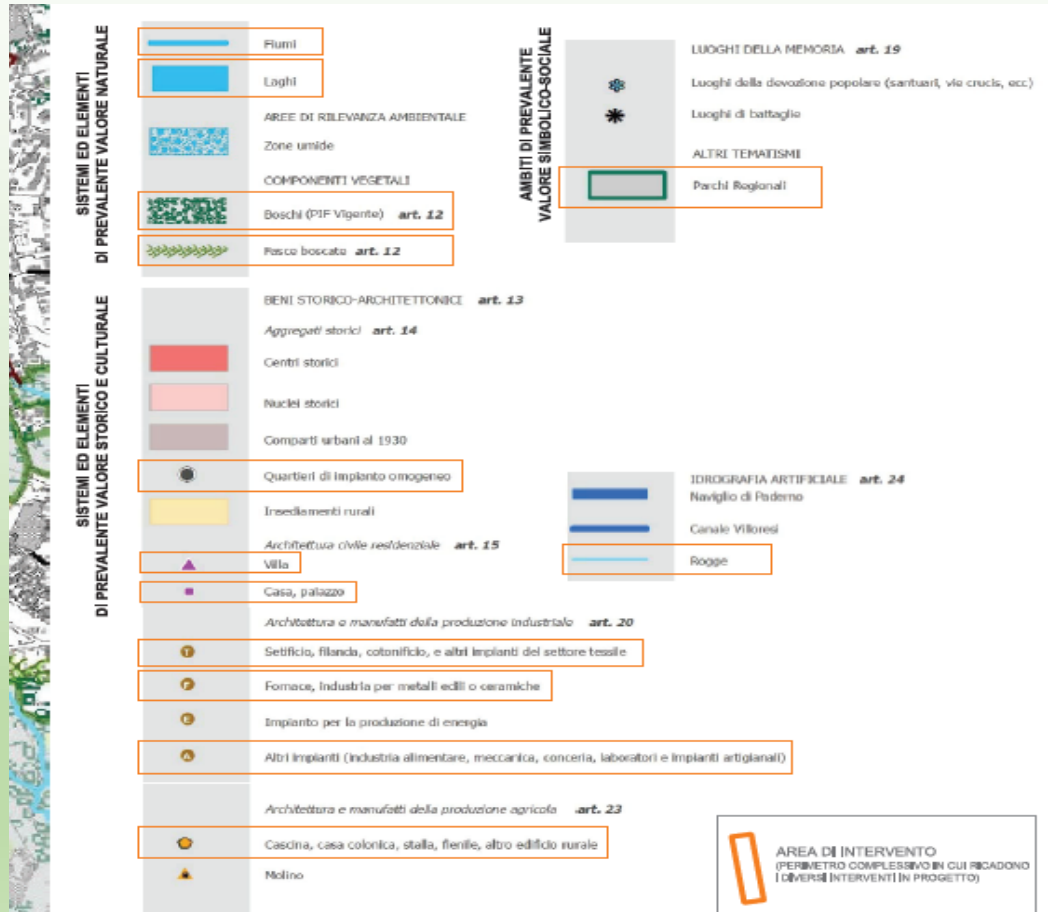 SISTEMI ED ELEMENTI
DI PREVALENTE VALORE NATURALE
Fiumi
Laghi
AREE DI RILEVANZA AMBIENTALE
Zone umide
COMPONENTI VEGETALI
Boschi (PIF Vigente) art. 12
Fasce boscate art. 12
SISTEMI ED ELEMENTI
DI PREVALENTE VALORE STORICO E CULTURALE
BENI STORICO-ARCHITETTONICI art. 13
Aggregati storici art. 14
Centri storici
Nuclei storici
Comparti urbani al 1930
Quartieri di impianto omogeneo
Insediamenti rurali
Architettura civile residenziale art. 15
Villa
Casa, palazzo
Architettura e manufatti della produzione industriale art. 20
T
Setificio, filanda, cotonificio, e altri impianti del settore tessile
F
Fornace, industria per metalli edili o ceramiche
E
Impianto per la produzione di energia
A
Altri impianti (industria alimentare, meccanica, conceria, laboratori e impianti artigianali)
Architettura e manufatti della produzione agricola art. 23
Cascina, casa colonica, stalla, fienile, altro edificio rurale
Molino
AMBITI DI PREVALENTE
VALORE SIMBOLICO-SOCIALE
LUOGHI DELLA MEMORIA art. 19
Luoghi della devozione popolare (santuari, vie crucis, ecc)
Luoghi di battaglie
ALTRI TEMATISMI
Parchi Regionali
IDROGRAFIA ARTIFICIALE art. 24
Naviglio di Paderno
Canale Villoresi
Rogge
AREA DI INTERVENTO
(PERIMETRO COMPLESSIVO IN CUI RICADONO
I DIVERSI INTERVENTI IN PROGETTO)